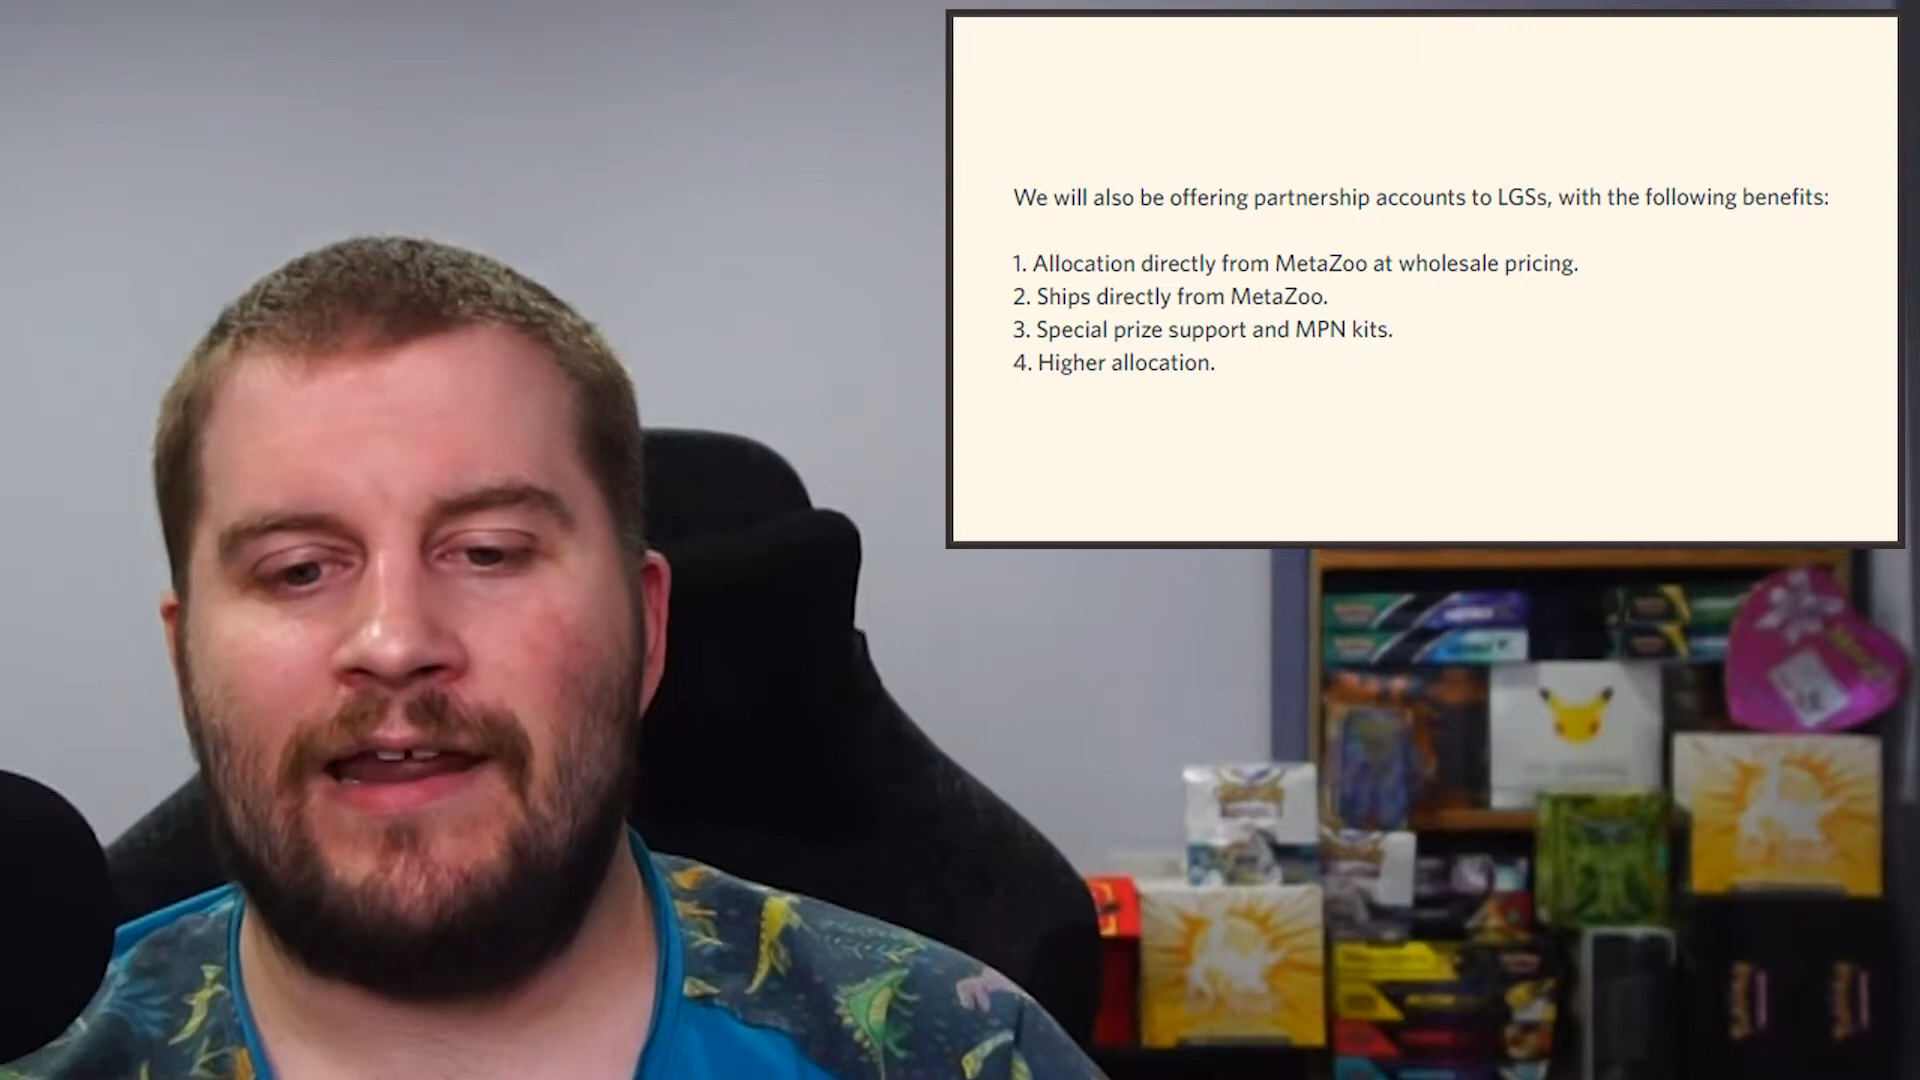 We will also be offering partnership accounts to LGSs, with the following benefits:
1. Allocation directly from MetaZoo at wholesale pricing.
2. Ships directly from MetaZoo.
3. Special prize support and MPN kits.
4. Higher allocation.